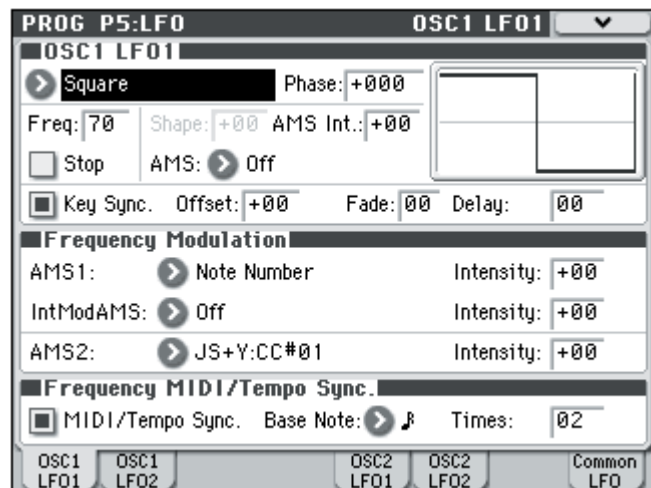 PROG P5:LFO OSC1 LFO1
OSC1 LFO1
Square Phase: +000
Freq: 70 Shape: +00 AMS Int.: +00
Stop AMS: Off
Key Sync. Offset: +00 Fade: 00 Delay: 00
Frequency Modulation
AMS1: Note Number Intensity: +00
IntModAMS: Off Intensity: +00
AMS2: JS+Y:CC#01 Intensity: +00
Frequency MIDI/Tempo Sync.
MIDI/Tempo Sync. Base Note: Times: 02
OSC1 LFO1 OSC1 LFO2 OSC2 LFO1 OSC2 LFO2 Common LFO